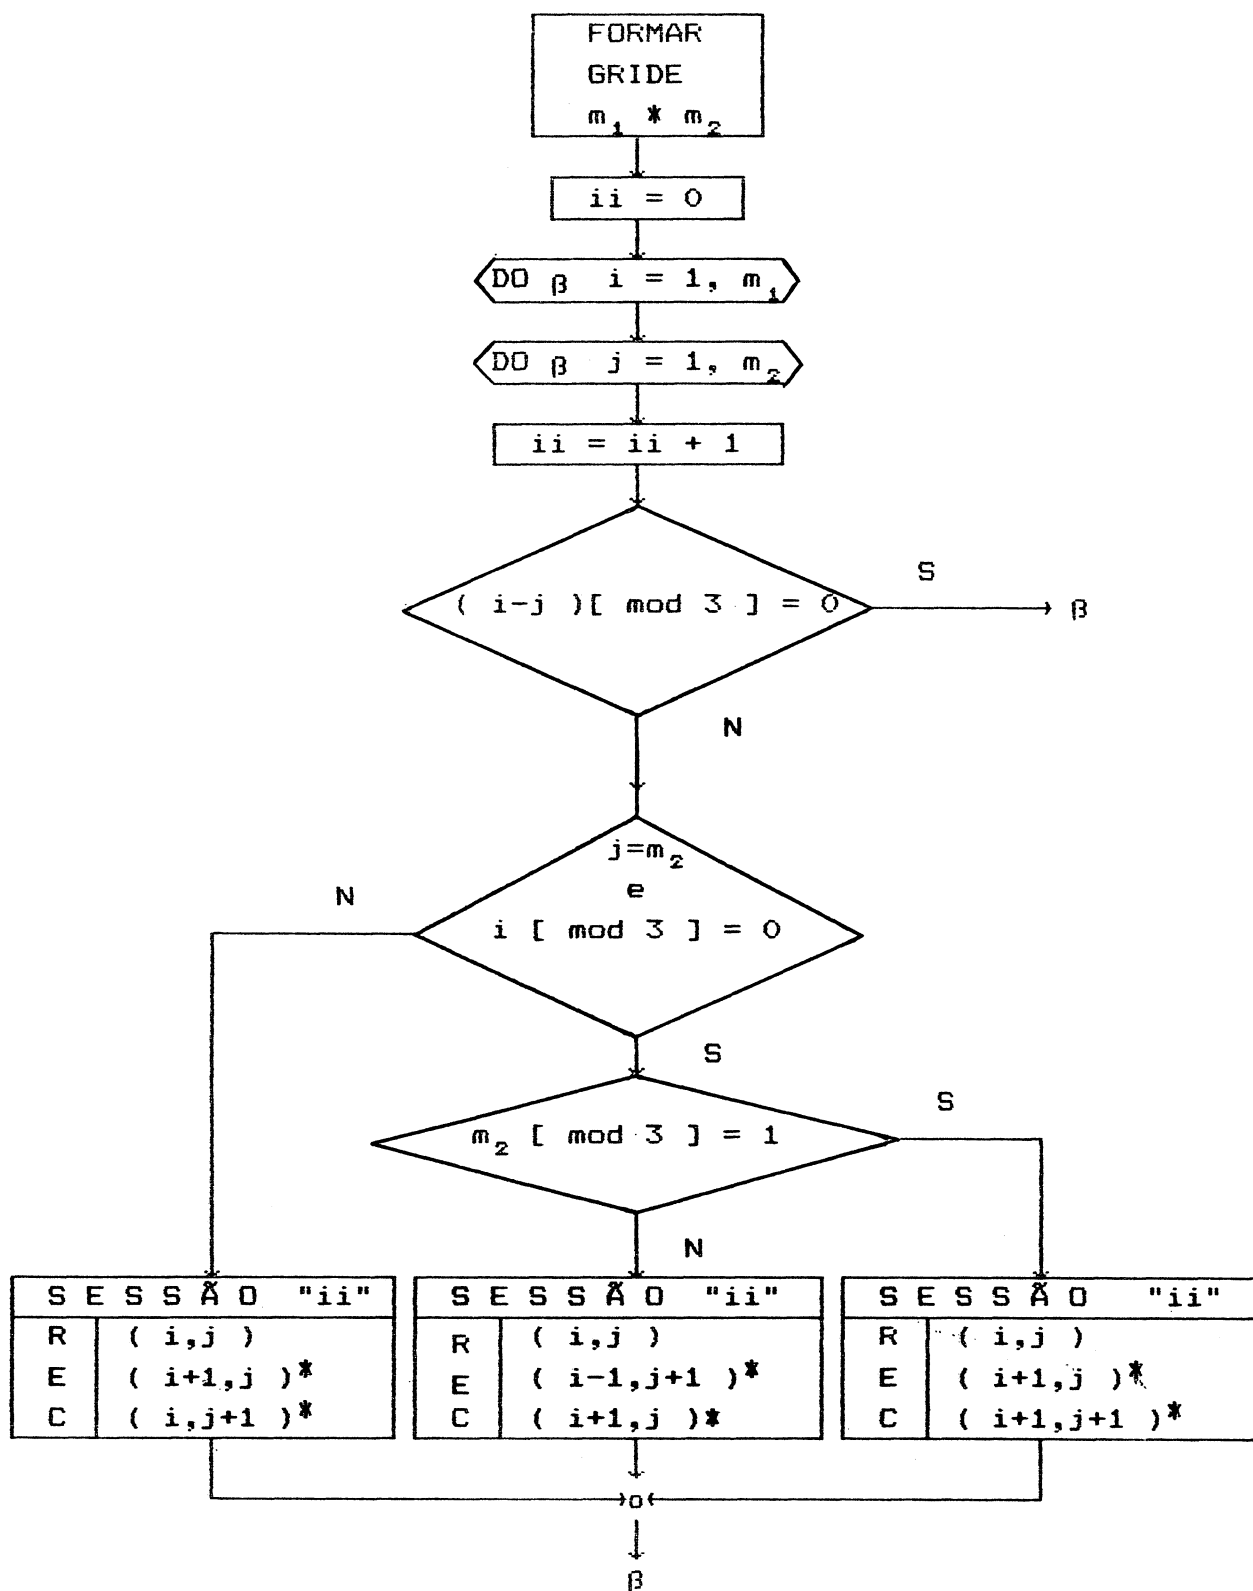 FORMAR
GRIDE
m₁ * m₂
ii = 0
DO β i = 1, m₁
DO β j = 1, m₂
ii = ii + 1
( i-j )[ mod 3 ] = 0
S
β
N
j=m₂
e
i [ mod 3 ] = 0
N
S
m₂ [ mod 3 ] = 1
S
N
S E S S Ã O "ii"
R ( i,j )
E ( i+1,j )*
C ( i,j+1 )*
S E S S Ã O "ii"
R ( i,j )
E ( i-1,j+1 )*
C ( i+1,j )*
S E S S Ã O "ii"
R ( i,j )
E ( i+1,j )*
C ( i+1,j+1 )*
o
β